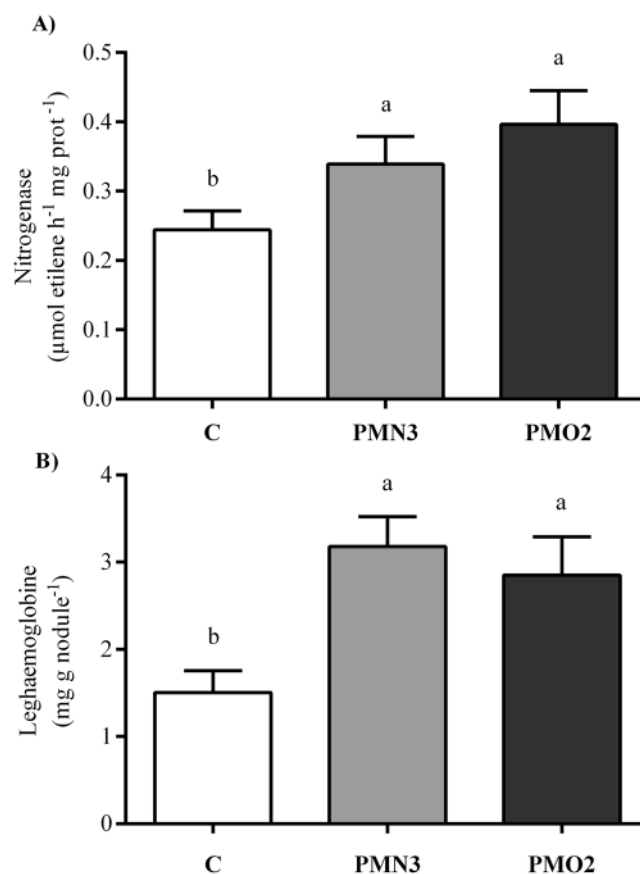 A)
Nitrogenase
(µmol etilene h⁻¹ mg prot⁻¹)
0.5
0.4
0.3
0.2
0.1
0.0
b
a
a
C PMN3 PMO2
B)
Leghaemoglobine
(mg g nodule⁻¹)
4
3
2
1
0
b
a
a
C PMN3 PMO2